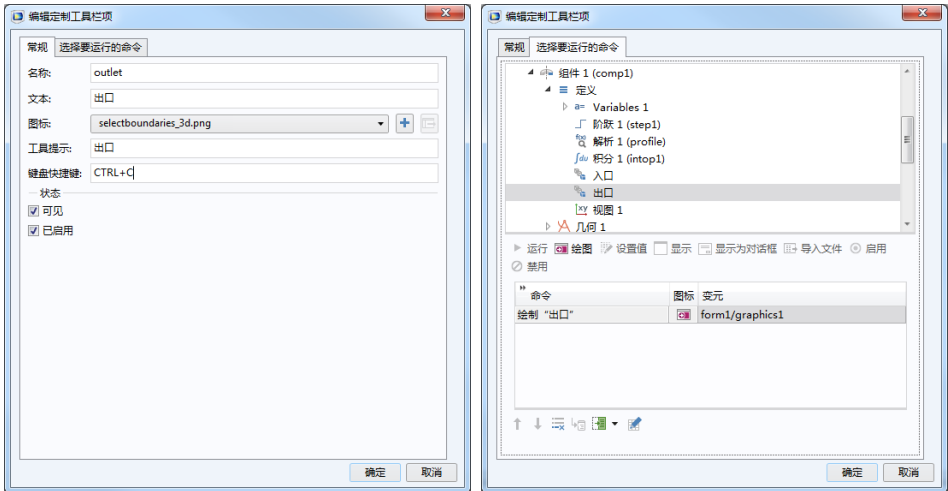 编辑定制工具栏项
常规 选择要运行的命令
名称: outlet
文本: 出口
图标: selectboundaries_3d.png
工具提示: 出口
键盘快捷键: CTRL+C
状态
可见
已启用
确定 取消
编辑定制工具栏项
常规 选择要运行的命令
组件 1 (comp1)
定义
a= Variables 1
阶跃 1 (step1)
f(x) 解析 1 (profile)
∫du 积分 1 (intop1)
入口
出口
xy 视图 1
几何 1
运行 绘图 设置值 显示 显示为对话框 导入文件 启用
禁用
命令 图标 变元
绘制 "出口" form1/graphics1
确定 取消